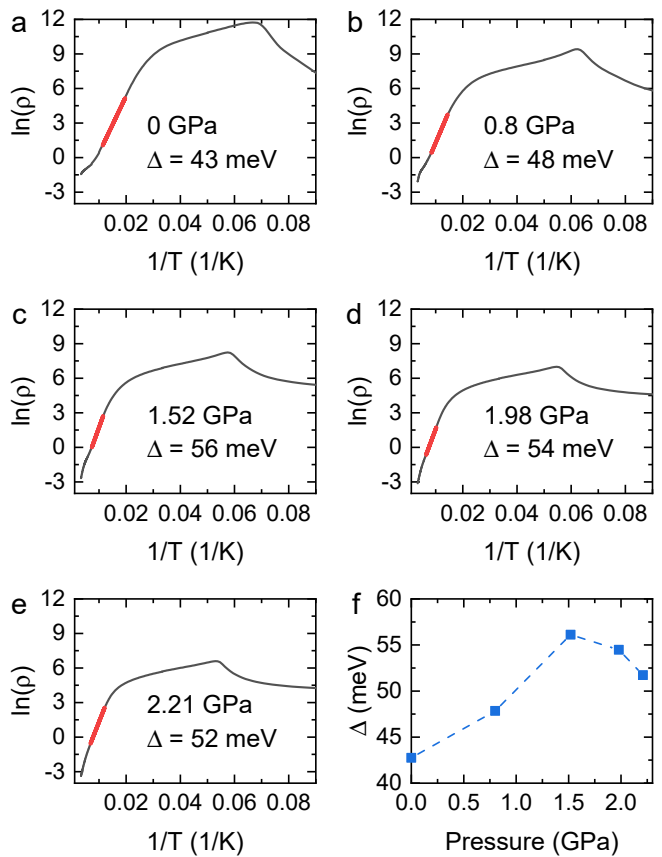 a
12
9
6
3
0
-3
ln(ρ)
0 GPa
Δ = 43 meV
0.02 0.04 0.06 0.08
1/T (1/K)
b
12
9
6
3
0
-3
ln(ρ)
0.8 GPa
Δ = 48 meV
0.02 0.04 0.06 0.08
1/T (1/K)
c
12
9
6
3
0
-3
ln(ρ)
1.52 GPa
Δ = 56 meV
0.02 0.04 0.06 0.08
1/T (1/K)
d
12
9
6
3
0
-3
ln(ρ)
1.98 GPa
Δ = 54 meV
0.02 0.04 0.06 0.08
1/T (1/K)
e
12
9
6
3
0
-3
ln(ρ)
2.21 GPa
Δ = 52 meV
0.02 0.04 0.06 0.08
1/T (1/K)
f
60
55
50
45
40
Δ (meV)
0.0 0.5 1.0 1.5 2.0
Pressure (GPa)